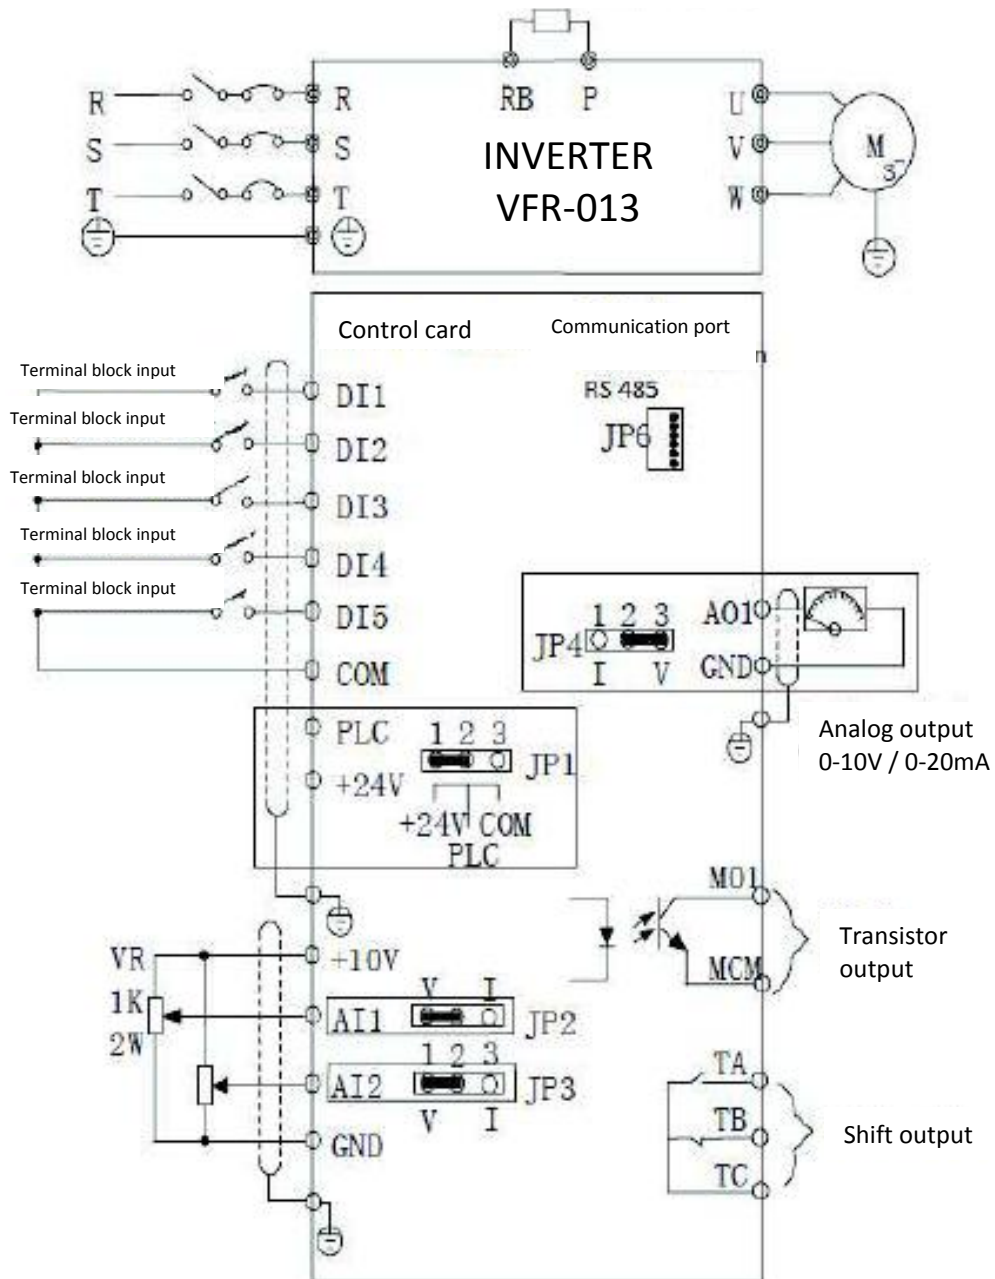 R
R
RB
P
U
S
S
INVERTER
V
M
3~
T
T
VFR-013
W
Control card
Communication port
n
Terminal block input
DI1
RS 485
Terminal block input
DI2
JP6
Terminal block input
DI3
Terminal block input
DI4
Terminal block input
DI5
1 2 3
AO1
JP4
COM
I V
GND
PLC
1 2 3
JP1
Analog output
+24V
0-10V / 0-20mA
+24V COM
PLC
MO1
Transistor
output
VR
+10V
MCM
V I
1K
AI1
JP2
2W
1 2 3
TA
AI2
JP3
V I
TB
Shift output
GND
TC